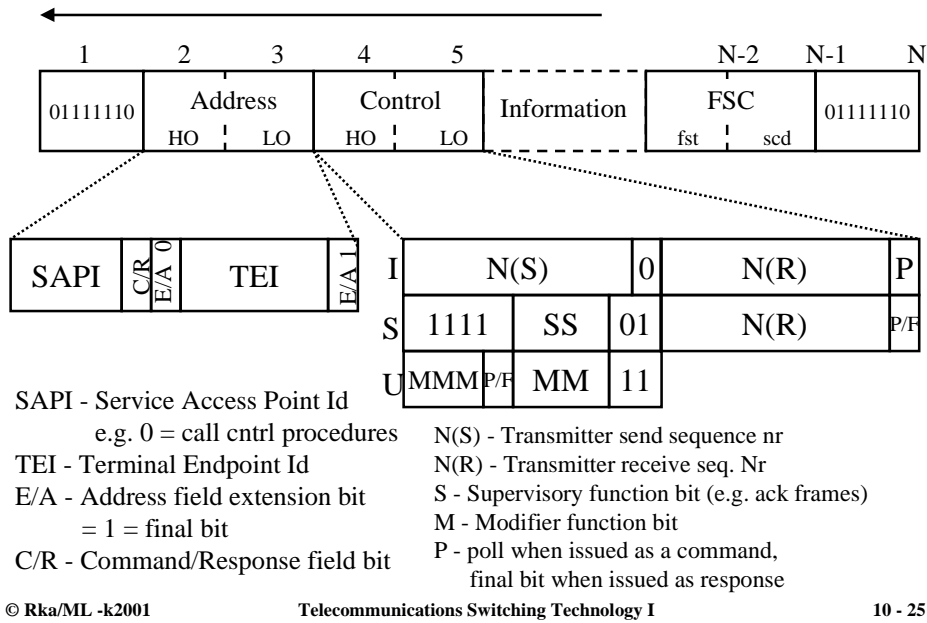 1 2 3 4 5 N-2 N-1 N
01111110 Address Control Information FSC 01111110
HO LO HO LO fst scd
SAPI C/R E/A 0 TEI E/A 1
I N(S) 0 N(R) P
S 1111 SS 01 N(R) P/F
U MMM P/F MM 11
SAPI - Service Access Point Id
e.g. 0 = call cntrl procedures
TEI - Terminal Endpoint Id
E/A - Address field extension bit
= 1 = final bit
C/R - Command/Response field bit
N(S) - Transmitter send sequence nr
N(R) - Transmitter receive seq. Nr
S - Supervisory function bit (e.g. ack frames)
M - Modifier function bit
P - poll when issued as a command,
final bit when issued as response
© Rka/ML -k2001 Telecommunications Switching Technology I 10 - 25